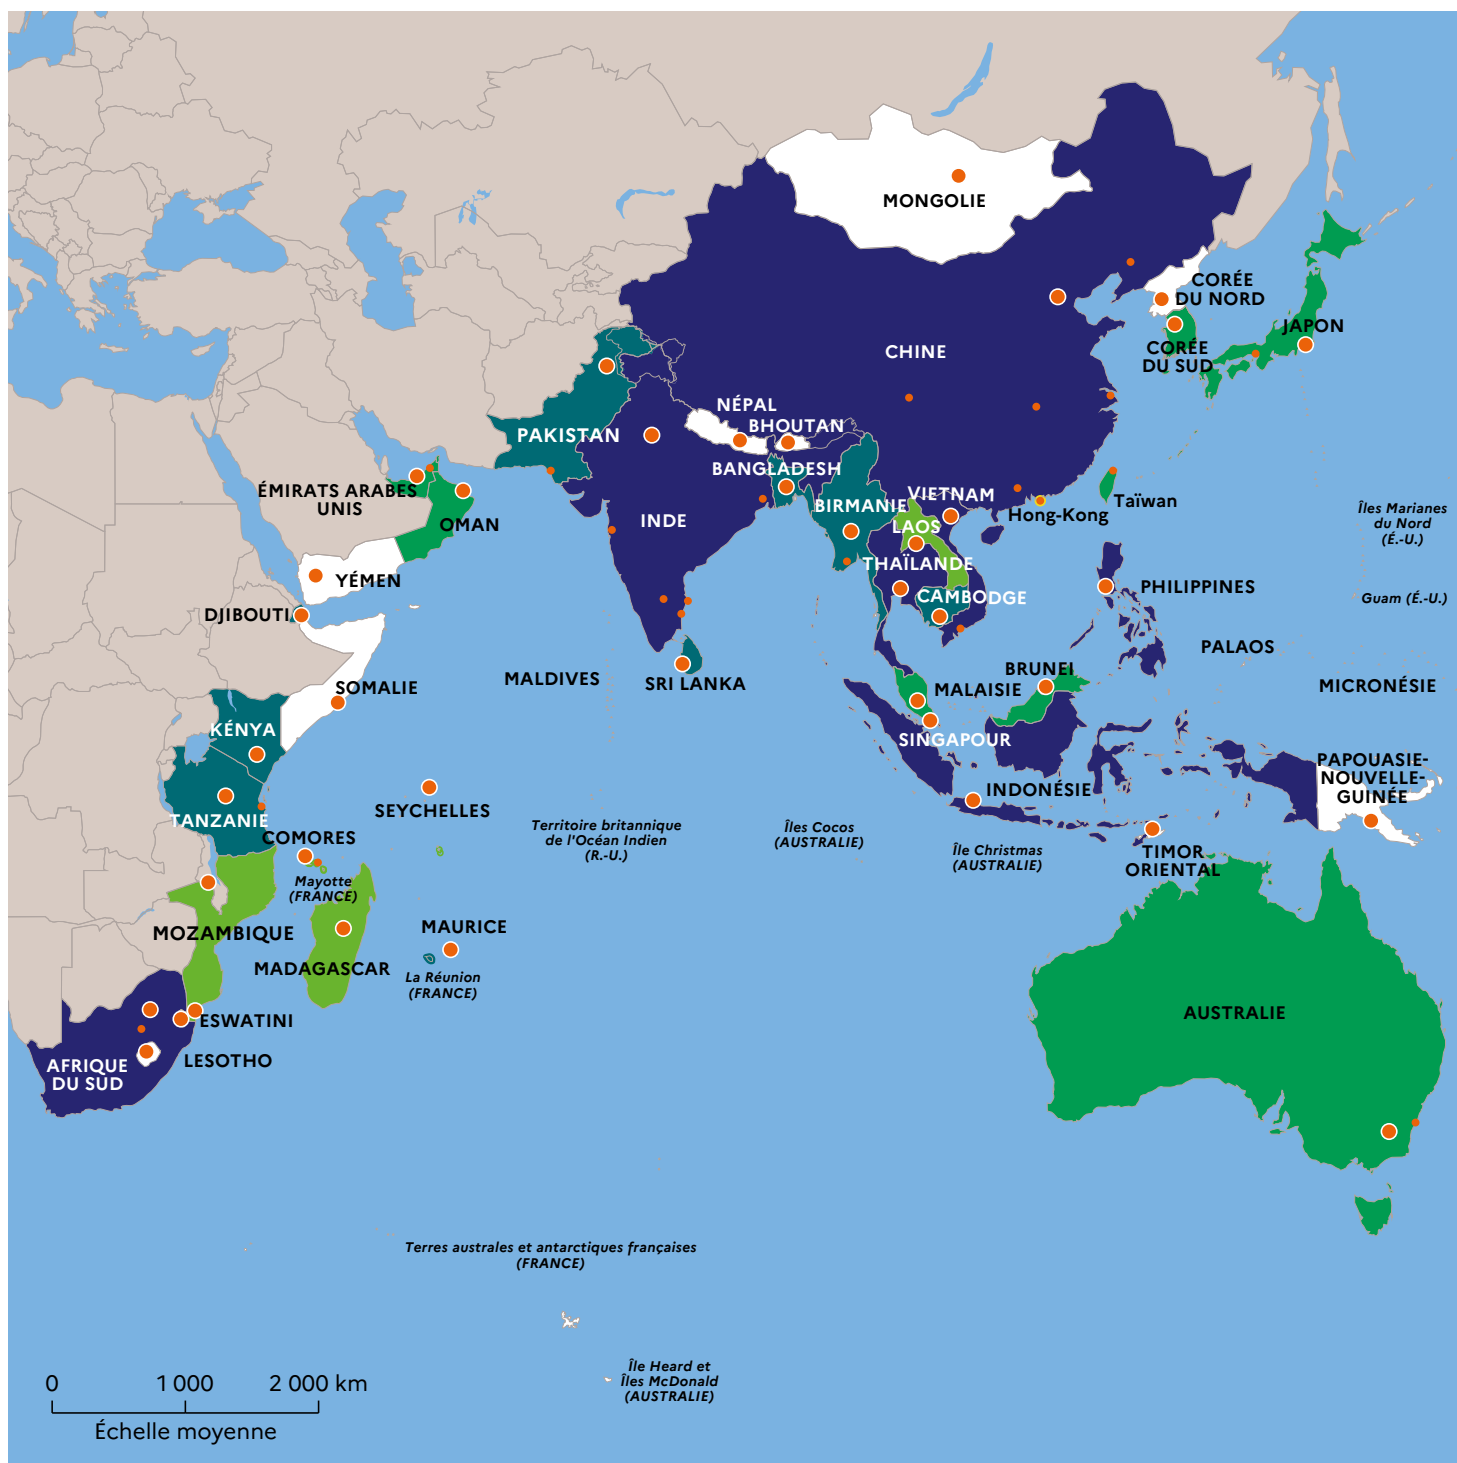 MONGOLIE
CORÉE
DU NORD
JAPON
CORÉE
DU SUD
CHINE
NÉPAL
BHOUTAN
PAKISTAN
BANGLADESH
ÉMIRATS ARABES
UNIS
OMAN
INDE
BIRMANIE
VIETNAM
LAOS
Hong-Kong
Taïwan
Îles Marianes
du Nord
(É.-U.)
THAÏLANDE
YÉMEN
CAMBODGE
PHILIPPINES
Guam (É.-U.)
DJIBOUTI
PALAOS
SOMALIE
MALDIVES
SRI LANKA
BRUNEI
MALAISIE
MICRONÉSIE
KÉNYA
SINGAPOUR
PAPOUASIE-
NOUVELLE-
GUINÉE
INDONÉSIE
SEYCHELLES
TANZANIE
COMORES
Territoire britannique
de l'Océan Indien
(R.-U.)
Îles Cocos
(AUSTRALIE)
Île Christmas
(AUSTRALIE)
TIMOR
ORIENTAL
Mayotte
(FRANCE)
MOZAMBIQUE
MAURICE
MADAGASCAR
La Réunion
(FRANCE)
AUSTRALIE
ESWATINI
LESOTHO
AFRIQUE
DU SUD
Terres australes et antarctiques françaises
(FRANCE)
Île Heard et
Îles McDonald
(AUSTRALIE)
0 1 000 2 000 km
Échelle moyenne